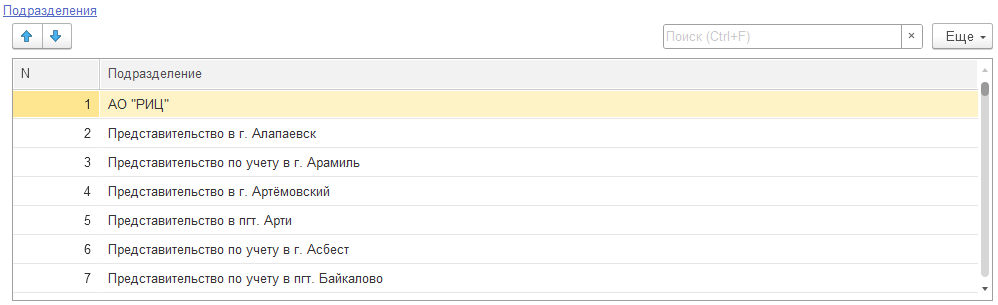 Подразделения
Поиск (Ctrl+F)
×
Еще
N Подразделение
1 АО "РИЦ"
2 Представительство в г. Алапаевск
3 Представительство по учету в г. Арамиль
4 Представительство в г. Артёмовский
5 Представительство в пгт. Арти
6 Представительство по учету в г. Асбест
7 Представительство по учету в пгт. Байкалово